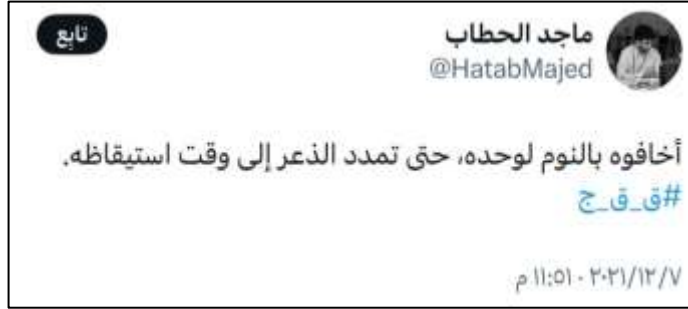 ماجد الحطاب
تابع
@HatabMajed
أخافوه بالنوم لوحده، حتى تمدد الذعر إلى وقت استيقاظه.
#ق_ق_ج
٢٠٢١/١٢/٧ - ١١:٥١ م